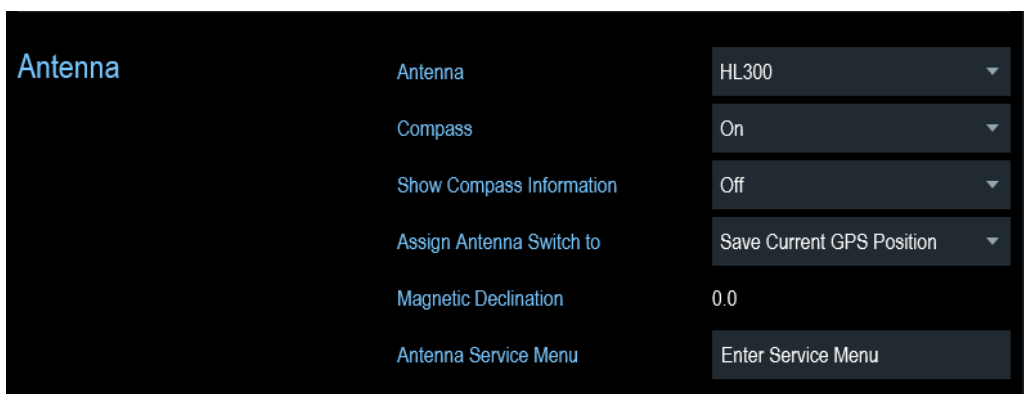 Antenna
Antenna HL300
Compass On
Show Compass Information Off
Assign Antenna Switch to Save Current GPS Position
Magnetic Declination 0.0
Antenna Service Menu Enter Service Menu